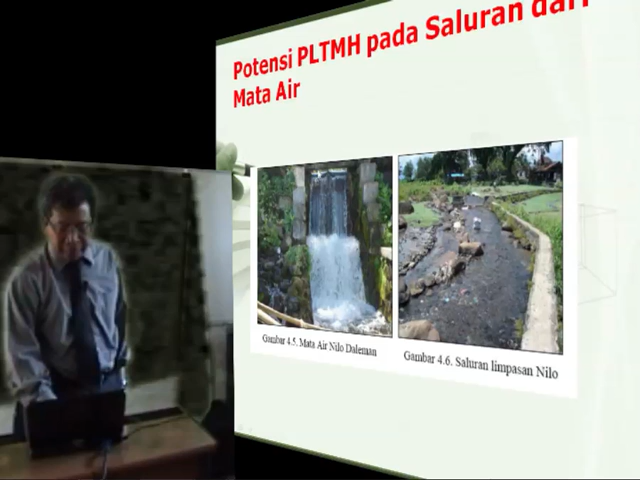 Potensi PLTMH pada Saluran dari
Mata Air
Gambar 4.5. Mata Air Nilo Daleman
Gambar 4.6. Saluran limpasan Nilo